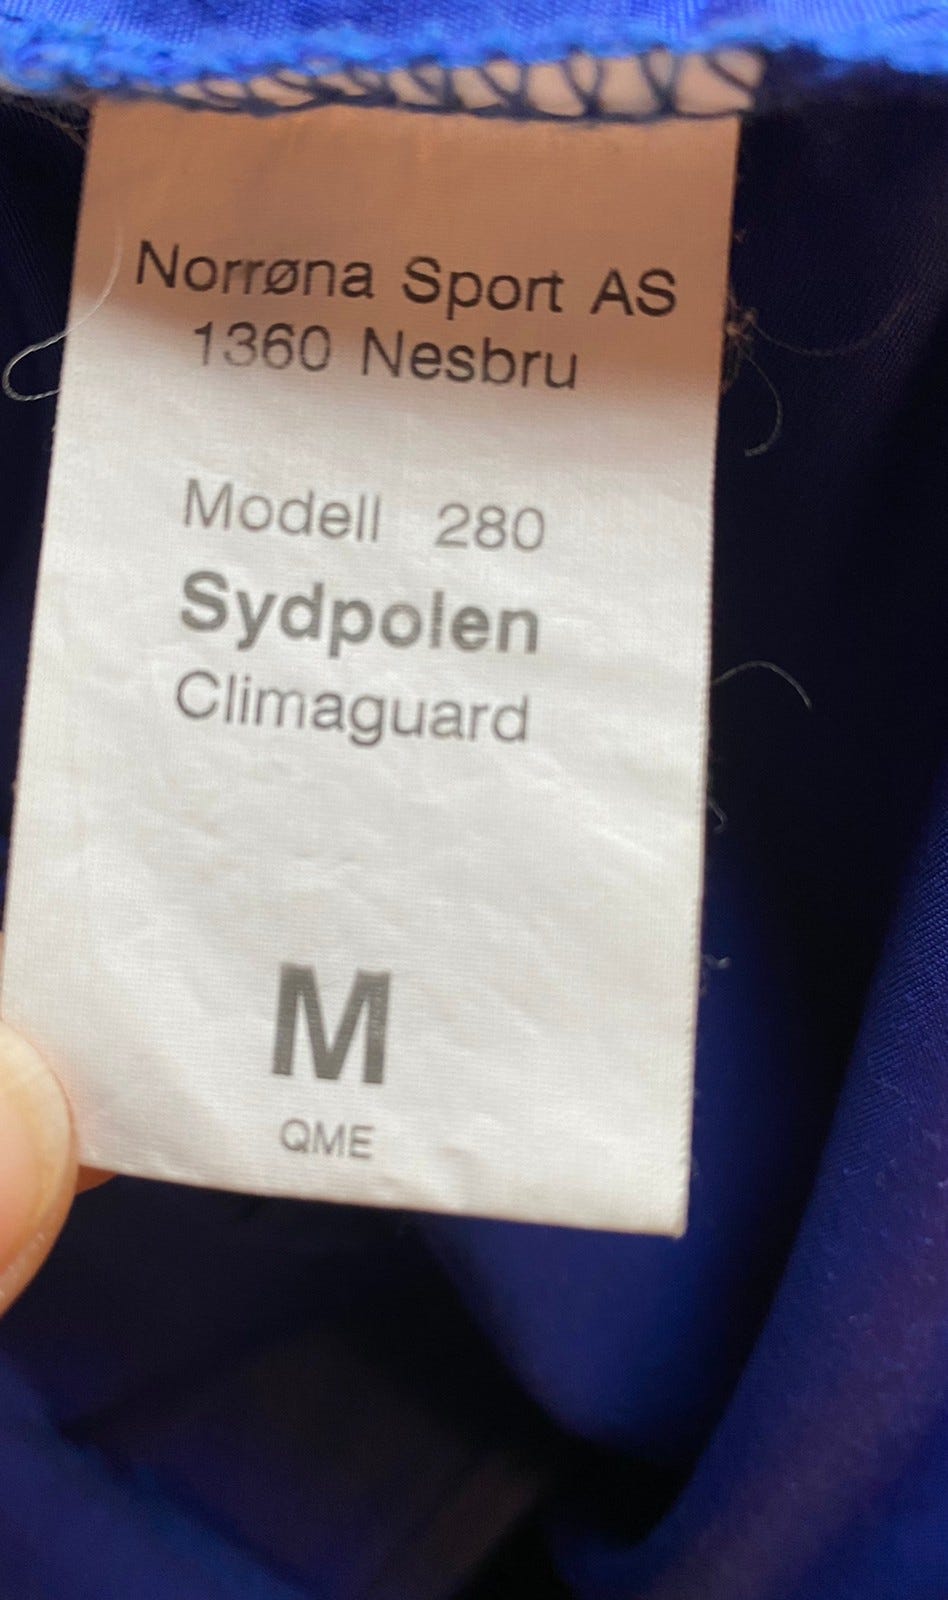 Norrøna Sport AS
1360 Nesbru
Modell 280
Sydpolen
Climaguard
M
QME